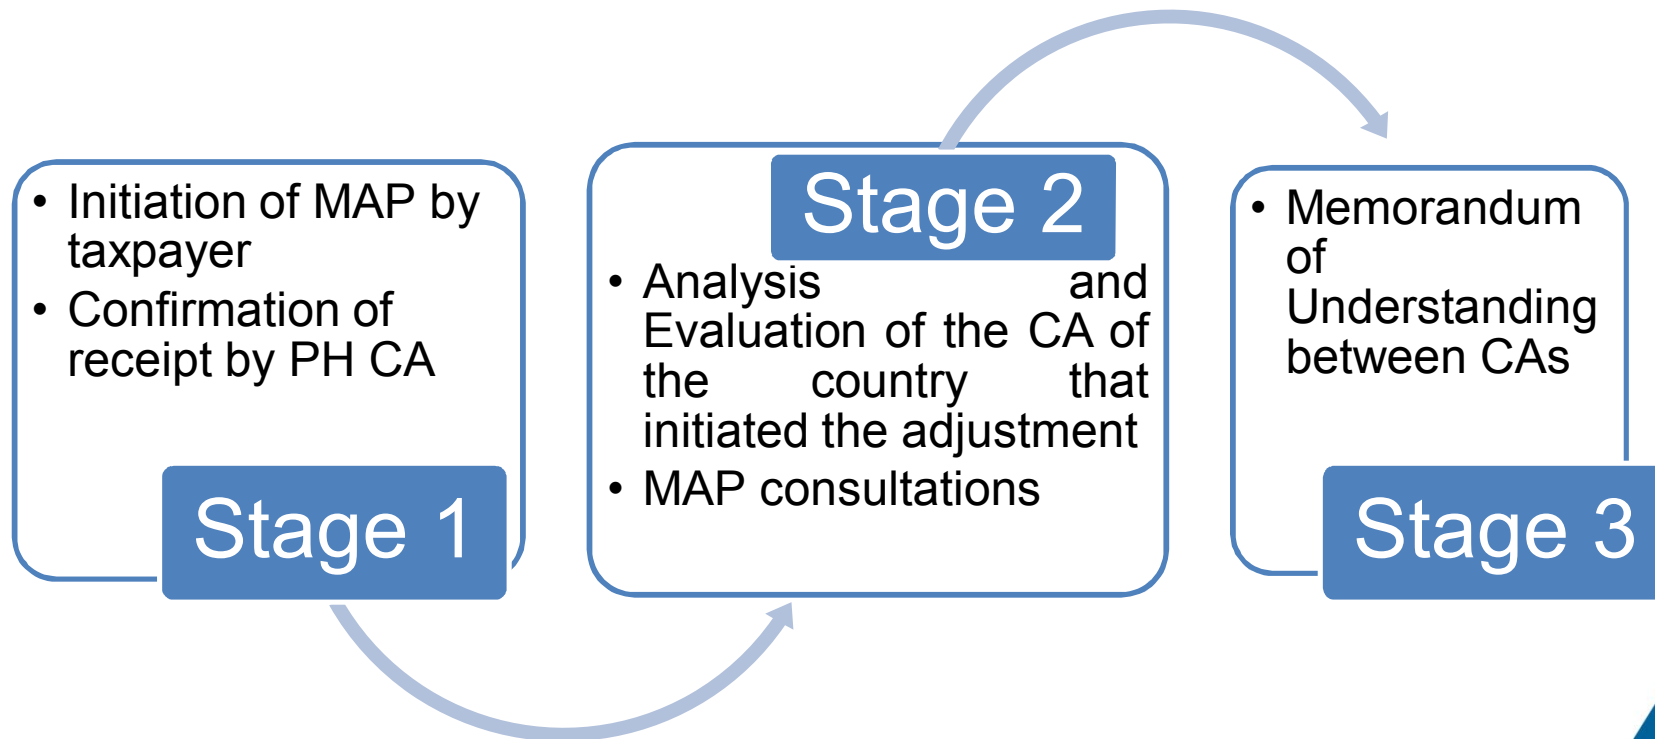 • Initiation of MAP by
taxpayer
• Confirmation of
receipt by PH CA
Stage 1
Stage 2
• Analysis and
Evaluation of the CA of
the country that
initiated the adjustment
• MAP consultations
• Memorandum
of
Understanding
between CAs
Stage 3